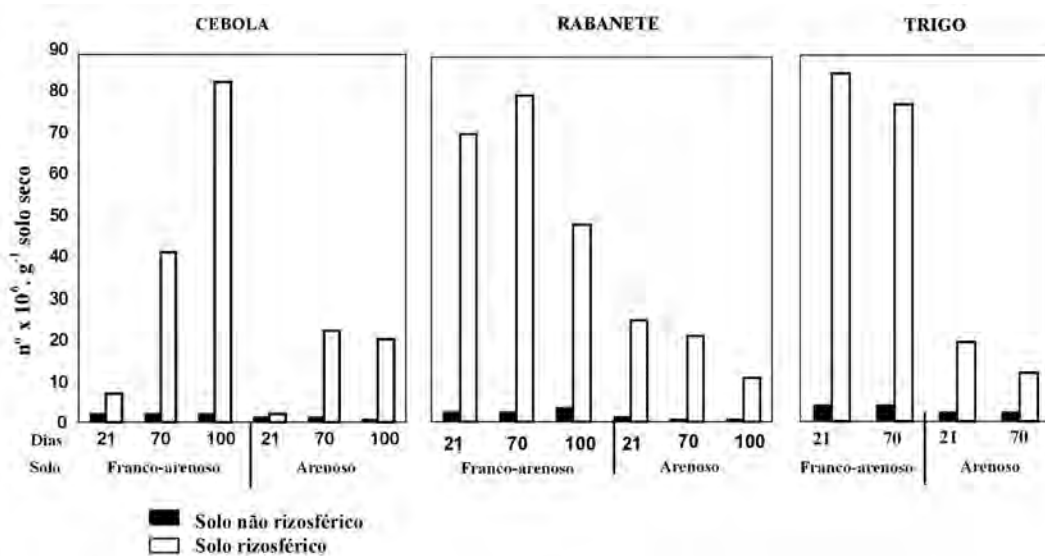 CEBOLA RABANETE TRIGO
90
80
70
60
50
40
30
20
10
0
nº x 10⁶. g⁻¹ solo seco
Dias 21 70 100 21 70 100 21 70 100 21 70 100 21 70 21 70
Solo Franco-arenoso Arenoso Franco-arenoso Arenoso Franco-arenoso Arenoso
Solo não rizosférico
Solo rizosférico